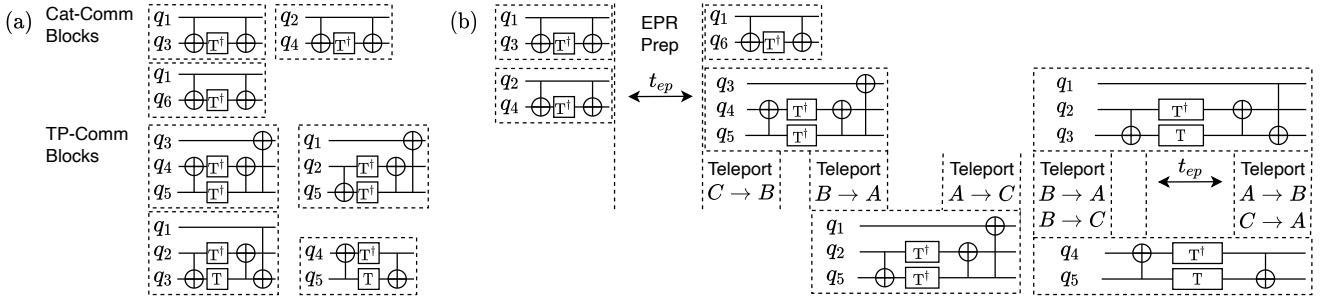 (a) Cat-Comm Blocks
q1
q3 T†
q2
q4 T†
q1
q6 T†
TP-Comm Blocks
q3
q4 T†
q5 T†
q1
q2 T†
q5 T†
q1
q2 T†
q3 T
q4 T†
q5 T
(b)
q1
q3 T†
q2
q4 T†
EPR
Prep
t_ep
q1
q6 T†
q3
q4 T†
q5 T†
Teleport
C → B
Teleport
B → A
Teleport
A → C
q1
q2 T†
q5 T†
q1
q2 T†
q3 T
Teleport
B → A
B → C
t_ep
Teleport
A → B
C → A
q4 T†
q5 T